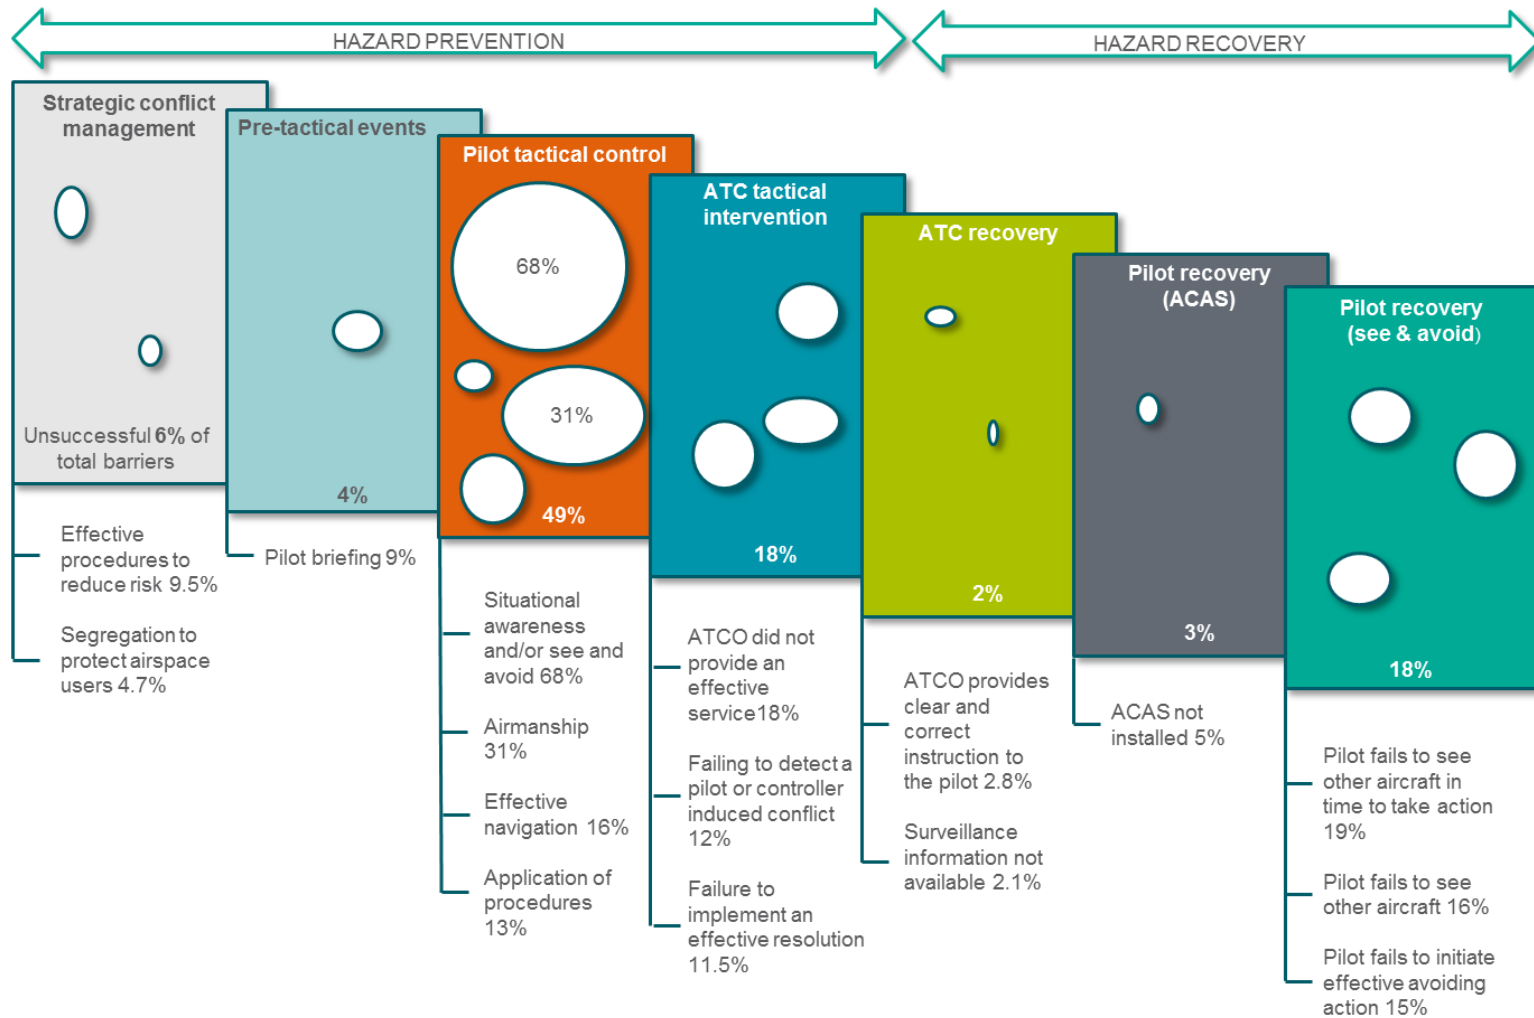 HAZARD PREVENTION
HAZARD RECOVERY
Strategic conflict
management
Unsuccessful 6% of
total barriers
Effective
procedures to
reduce risk 9.5%
Segregation to
protect airspace
users 4.7%
Pre-tactical events
4%
Pilot briefing 9%
Pilot tactical control
68%
31%
49%
Situational
awareness
and/or see and
avoid 68%
Airmanship
31%
Effective
navigation 16%
Application of
procedures
13%
ATC tactical
intervention
18%
ATCO did not
provide an
effective
service18%
Failing to detect a
pilot or controller
induced conflict
12%
Failure to
implement an
effective resolution
11.5%
ATC recovery
2%
ATCO provides
clear and
correct
instruction to
the pilot 2.8%
Surveillance
information not
available 2.1%
Pilot recovery
(ACAS)
3%
ACAS not
installed 5%
Pilot recovery
(see & avoid)
18%
Pilot fails to see
other aircraft in
time to take action
19%
Pilot fails to see
other aircraft 16%
Pilot fails to initiate
effective avoiding
action 15%